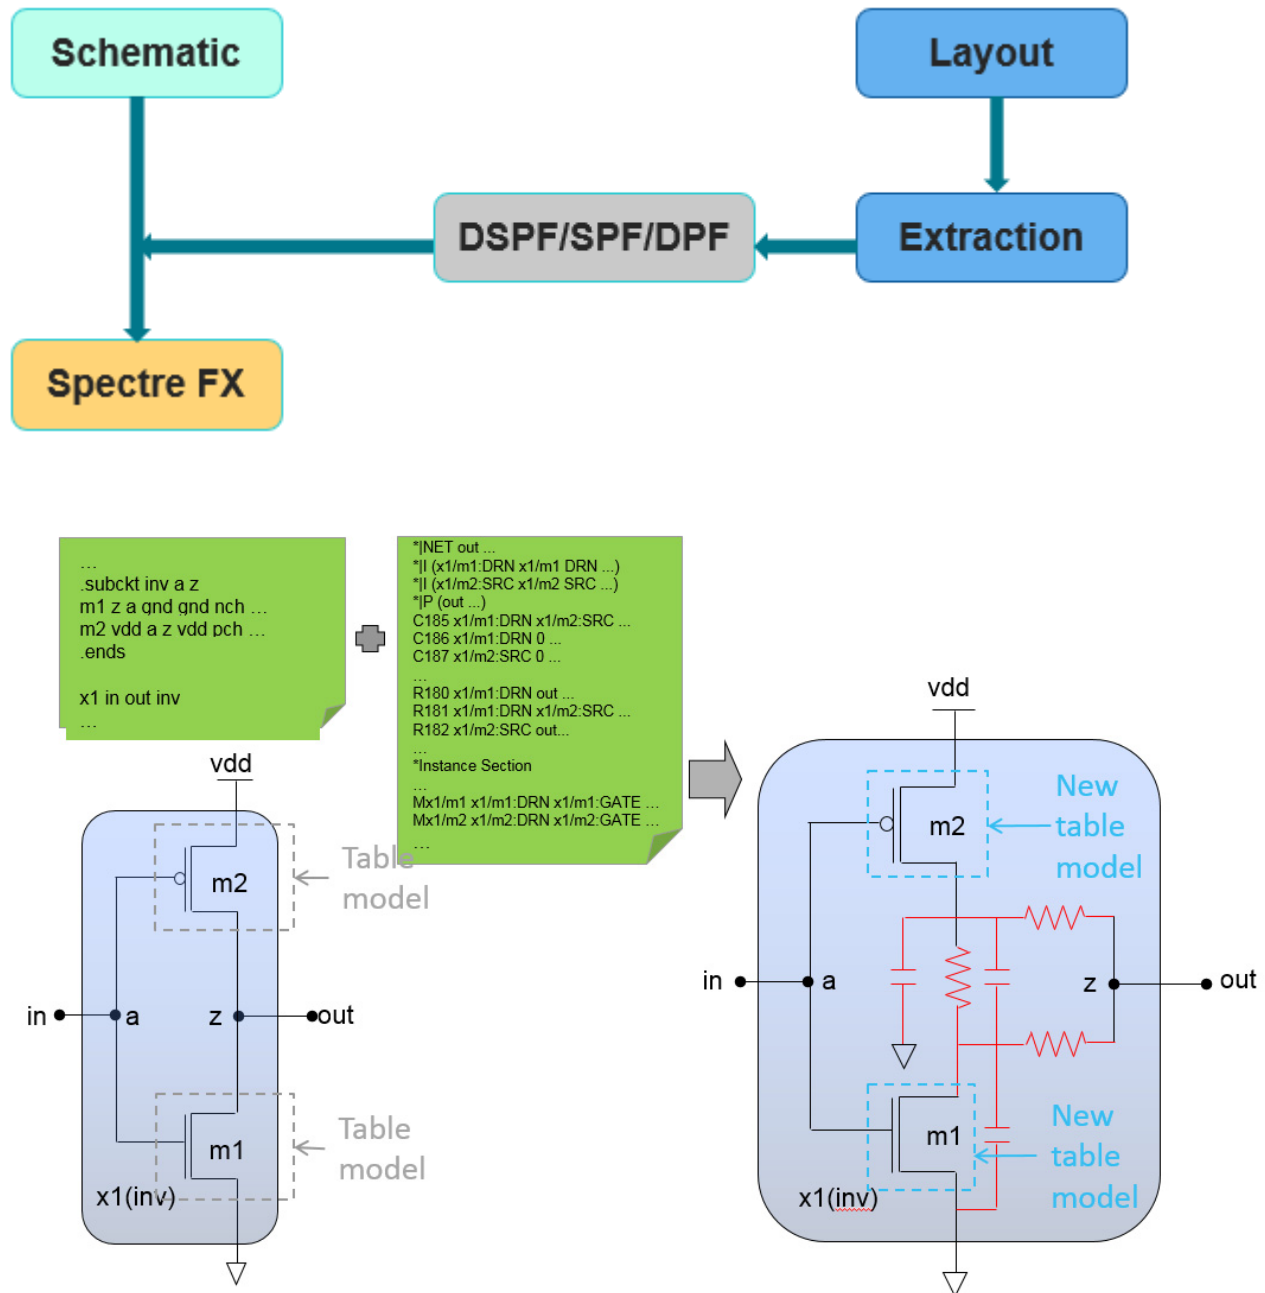 Schematic
Layout
DSPF/SPF/DPF
Extraction
Spectre FX
...
.subckt inv a z
m1 z a gnd gnd nch ...
m2 vdd a z vdd pch ...
.ends
x1 in out inv
...
*|NET out ...
*|I (x1/m1:DRN x1/m1 DRN ...)
*|I (x1/m2:SRC x1/m2 SRC ...)
*|P (out ...)
C185 x1/m1:DRN x1/m2:SRC ...
C186 x1/m1:DRN 0 ...
C187 x1/m2:SRC 0 ...
...
R180 x1/m1:DRN out ...
R181 x1/m1:DRN x1/m2:SRC ...
R182 x1/m2:SRC out...
...
*Instance Section
...
Mx1/m1 x1/m1:DRN x1/m1:GATE ...
Mx1/m2 x1/m2:DRN x1/m2:GATE ...
...
vdd
m2
Table
model
in
a
z
out
m1
Table
model
x1(inv)
vdd
m2
New
table
model
in
a
z
out
m1
New
table
model
x1(inv)